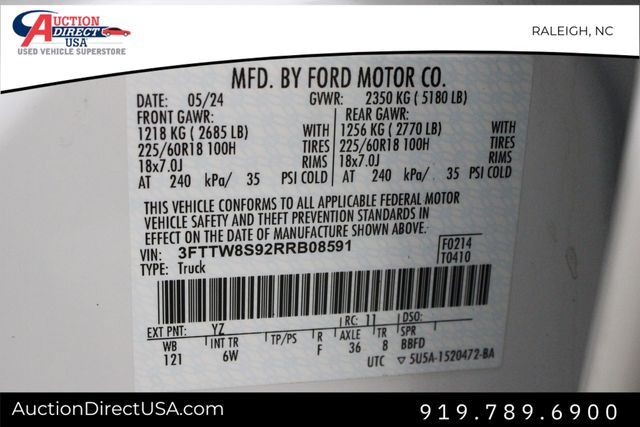 AUCTION
DIRECT
USA
USED VEHICLE SUPERSTORE
RALEIGH, NC
MFD. BY FORD MOTOR CO.
DATE: 05/24 GVWR: 2350 KG ( 5180 LB)
FRONT GAWR: REAR GAWR:
1218 KG ( 2685 LB) WITH 1256 KG ( 2770 LB) WITH
225/60R18 100H TIRES 225/60R18 100H TIRES
18x7.0J RIMS 18x7.0J RIMS
AT 240 kPa/ 35 PSI COLD AT 240 kPa/ 35 PSI COLD
THIS VEHICLE CONFORMS TO ALL APPLICABLE FEDERAL MOTOR
VEHICLE SAFETY AND THEFT PREVENTION STANDARDS IN
EFFECT ON THE DATE OF MANUFACTURE SHOWN ABOVE.
VIN: 3FTTW8S92RRB08591 F0214
TYPE: Truck T0410
EXT PNT: YZ RC: 11 DSO:
WB INT TR TP/PS R AXLE TR SPR
121 6W F 36 8 BBFD
UTC ▽ 5U5A-1520472-BA
AuctionDirectUSA.com 919.789.6900